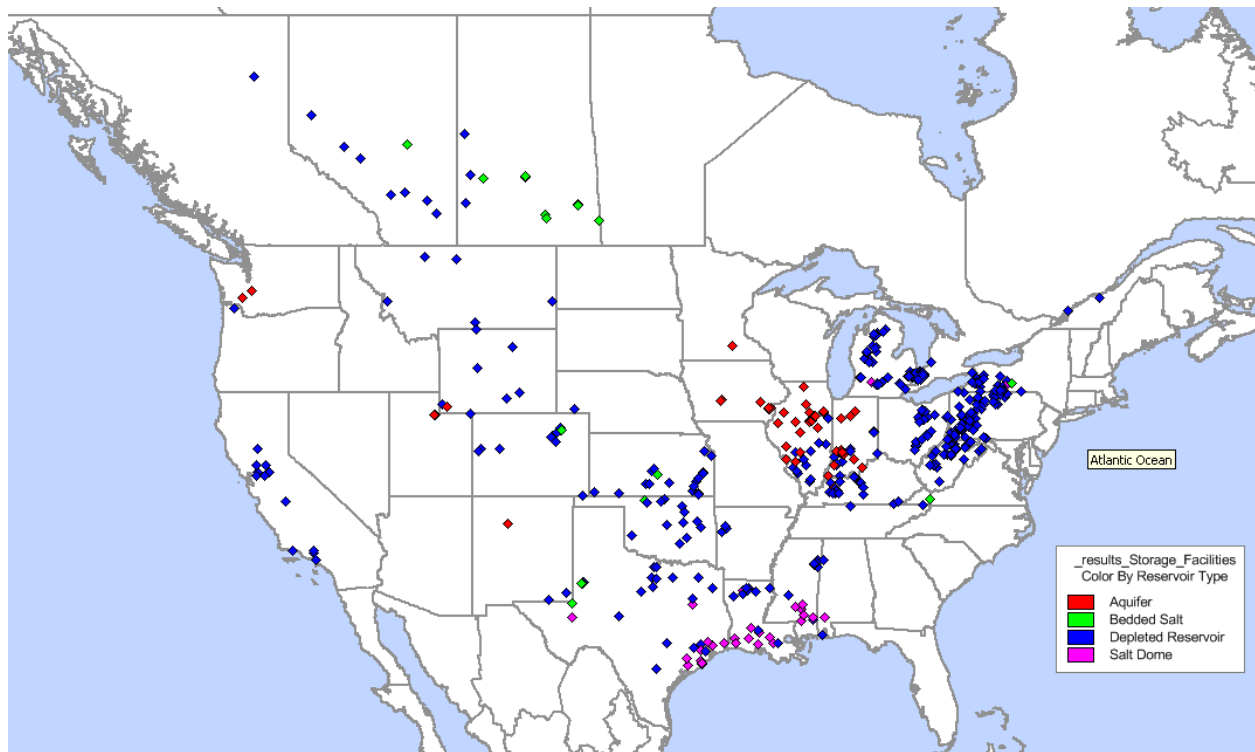 Atlantic Ocean
_results_Storage_Facilities
Color By Reservoir Type
Aquifer
Bedded Salt
Depleted Reservoir
Salt Dome